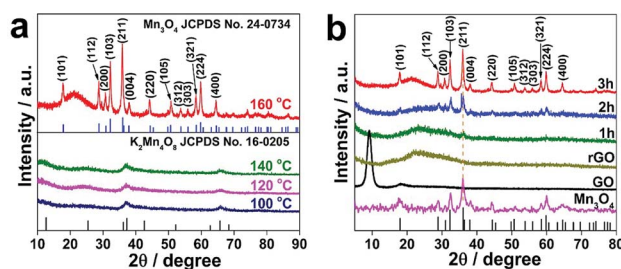 a
Mn3O4 JCPDS No. 24-0734
(101)
(112)
(200)
(103)
(211)
(004)
(220)
(105)
(312)
(303)
(321)
(224)
(400)
160 °C
K2Mn4O8 JCPDS No. 16-0205
140 °C
120 °C
100 °C
Intensity / a.u.
10 20 30 40 50 60 70 80 90
2θ / degree
b
(101)
(112)
(200)
(103)
(211)
(004)
(220)
(105)
(312)
(303)
(321)
(224)
(400)
3h
2h
1h
rGO
GO
Mn3O4
Intensity / a.u.
10 20 30 40 50 60 70 80
2θ / degree